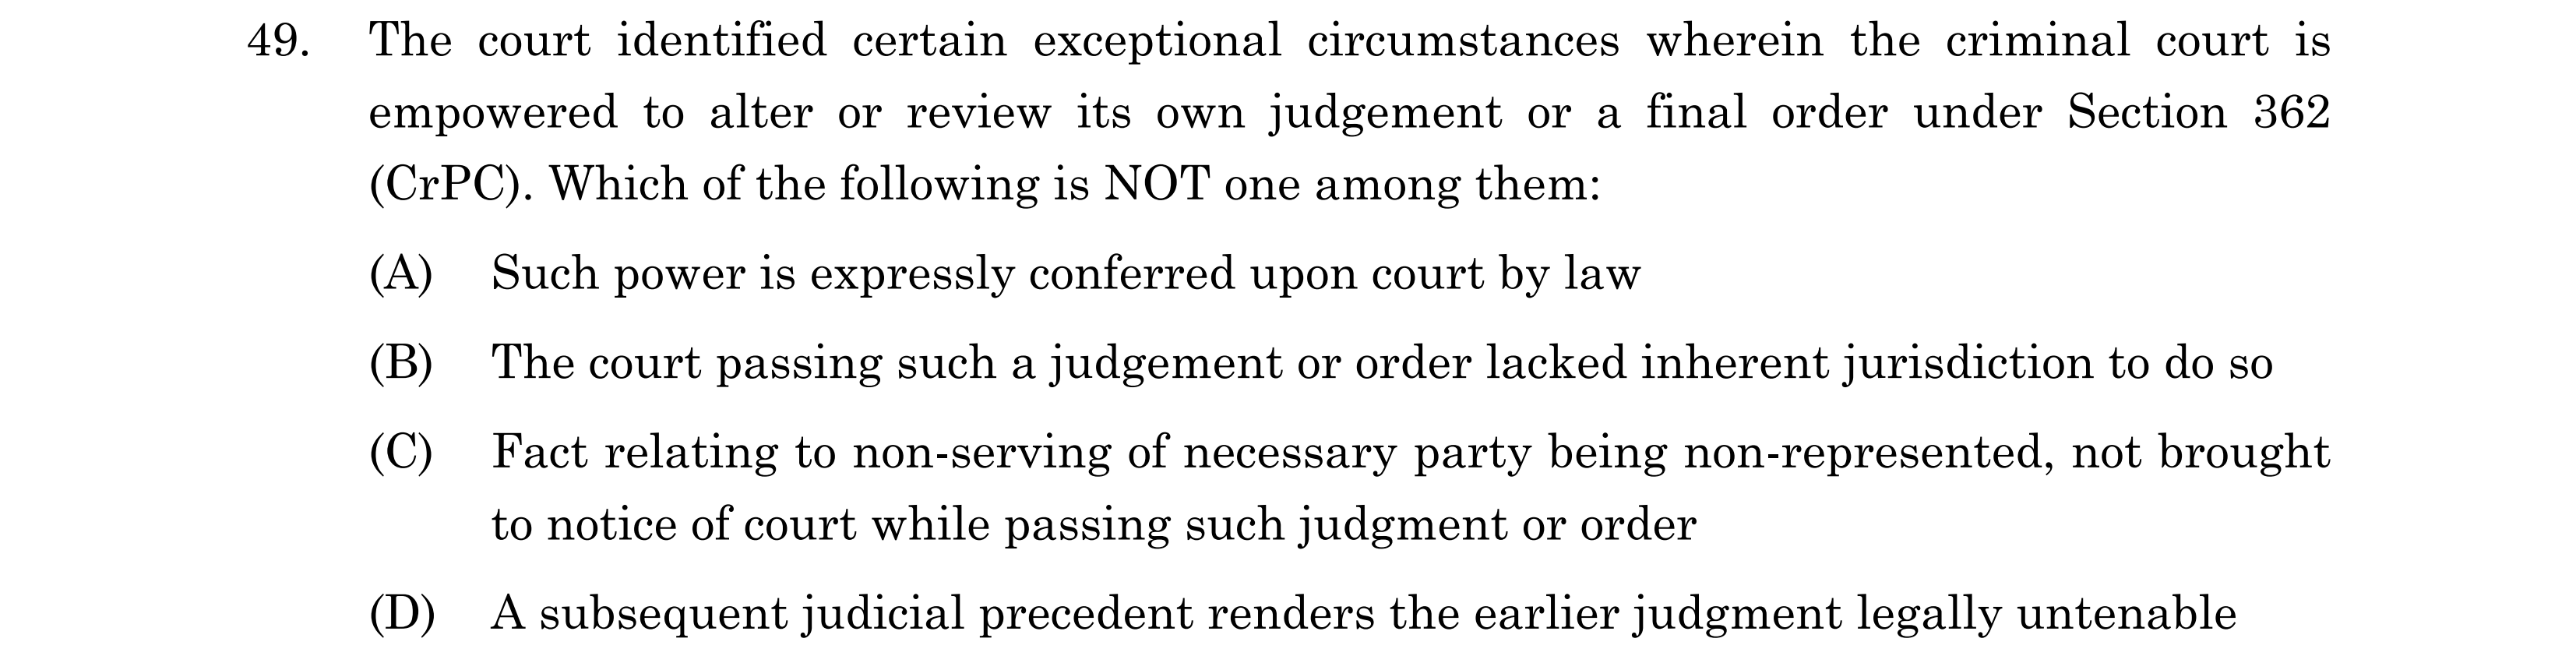 49. The court identified certain exceptional circumstances wherein the criminal court is
empowered to alter or review its own judgement or a final order under Section 362
(CrPC). Which of the following is NOT one among them:
(A) Such power is expressly conferred upon court by law
(B) The court passing such a judgement or order lacked inherent jurisdiction to do so
(C) Fact relating to non-serving of necessary party being non-represented, not brought
to notice of court while passing such judgment or order
(D) A subsequent judicial precedent renders the earlier judgment legally untenable